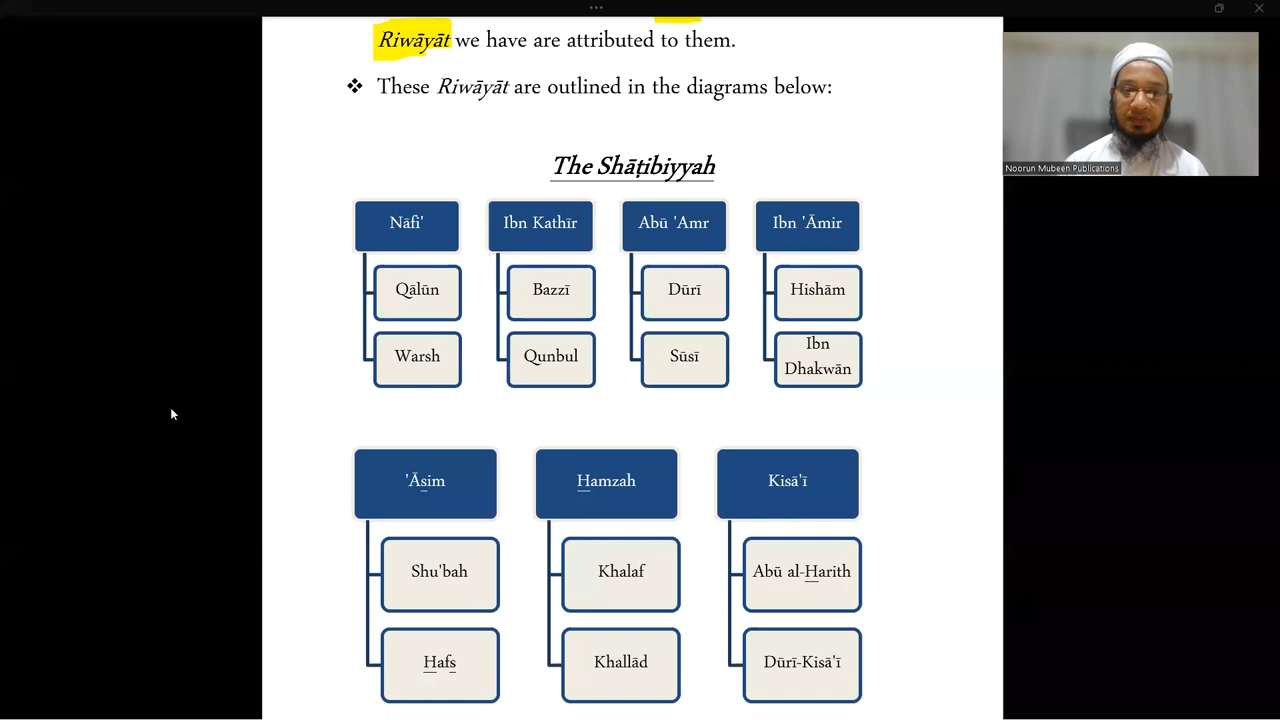 Riwāyāt we have are attributed to them.
❖ These Riwāyāt are outlined in the diagrams below:
The Shāṭibiyyah
Nāfi'
Ibn Kathīr
Abū 'Amr
Ibn 'Āmir
Qālūn
Bazzī
Dūrī
Hishām
Warsh
Qunbul
Sūsī
Ibn
Dhakwān
'Āsim
Hamzah
Kisā'ī
Shu'bah
Khalaf
Abū al-Harith
Hafs
Khallād
Dūrī-Kisā'ī
Noorun Mubeen Publications